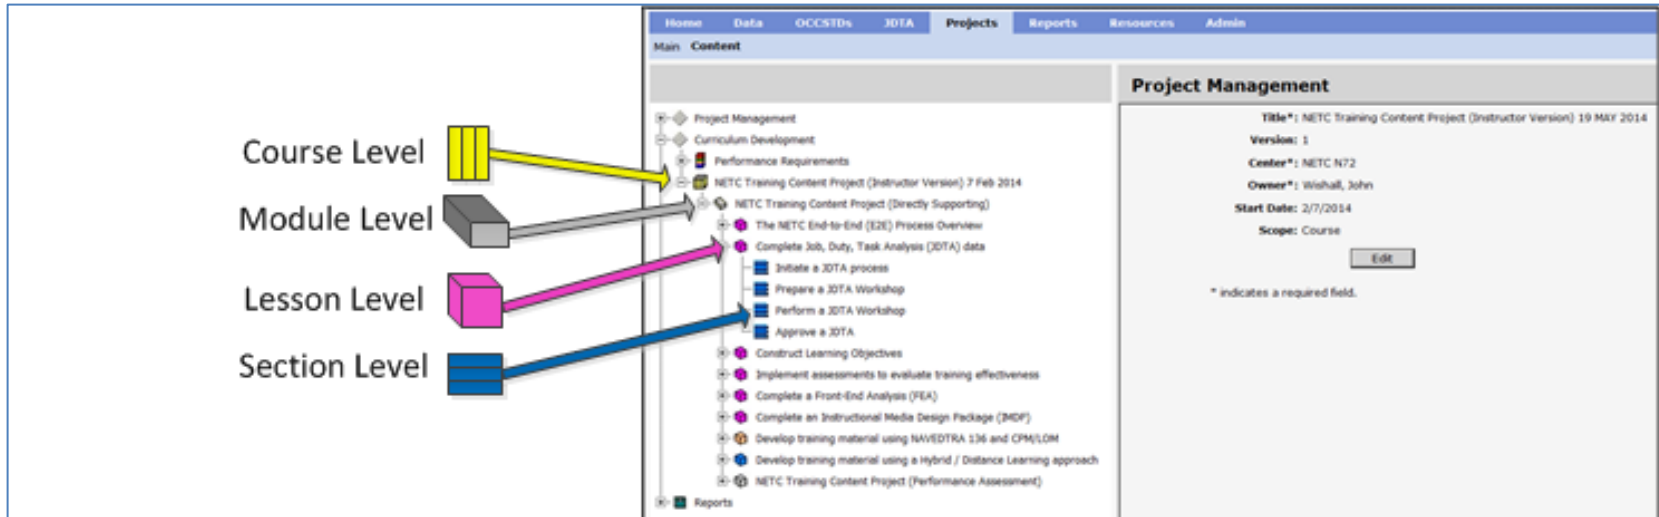 Home Data OCCSTDs JDTA Projects Reports Resources Admin
Main Content
Project Management
Course Level
Module Level
Lesson Level
Section Level
Project Management
Curriculum Development
Performance Requirements
NETC Training Content Project (Instructor Version) 7 Feb 2014
NETC Training Content Project (Directly Supporting)
The NETC End-to-End (E2E) Process Overview
Complete Job, Duty, Task Analysis (JDTA) data
Initiate a JDTA process
Prepare a JDTA Workshop
Perform a JDTA Workshop
Approve a JDTA
Construct Learning Objectives
Implement assessments to evaluate training effectiveness
Complete a Front-End Analysis (FEA)
Complete an Instructional Media Design Package (IMDP)
Develop training material using NAVEDTRA 136 and CPM/LOM
Develop training material using a Hybrid / Distance Learning approach
NETC Training Content Project (Performance Assessment)
Reports
Title*: NETC Training Content Project (Instructor Version) 19 MAY 2014
Version: 1
Center*: NETC N72
Owner*: Wishall, John
Start Date: 2/7/2014
Scope: Course
Edit
* indicates a required field.